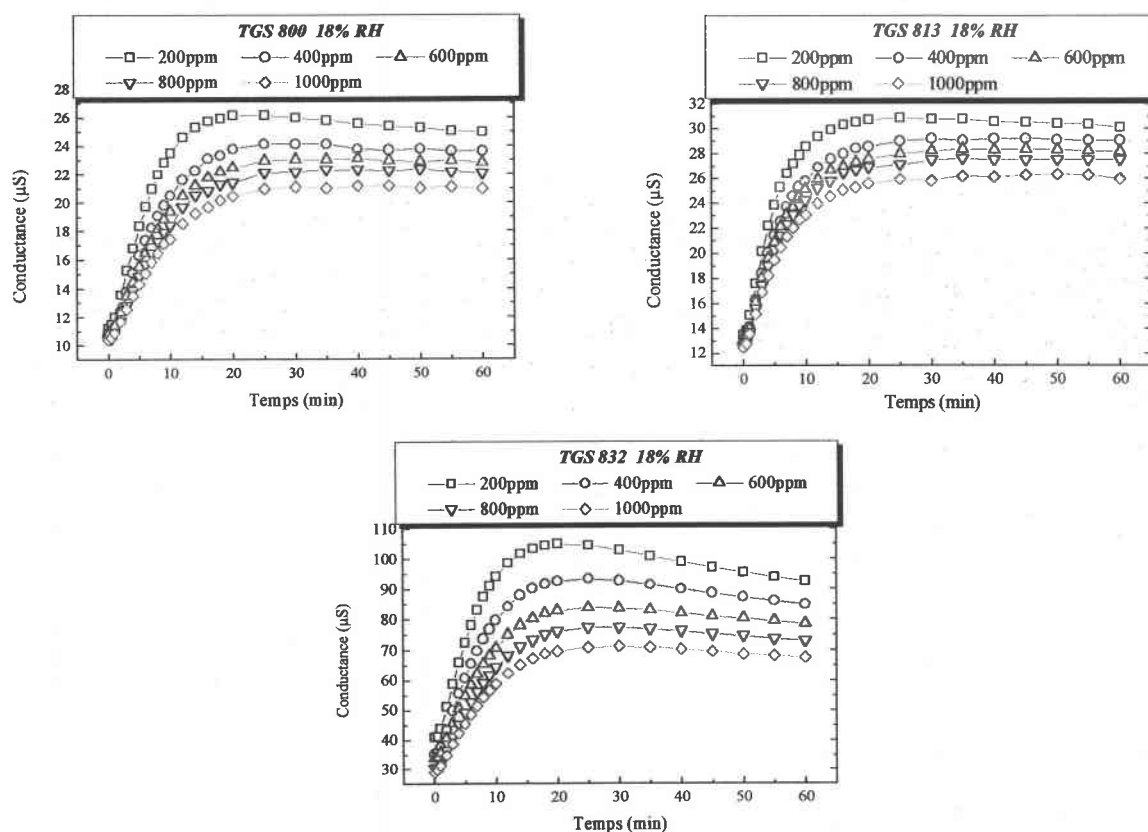 TGS 800 18% RH
200ppm 400ppm 600ppm
800ppm 1000ppm
28
26
24
22
20
18
16
14
12
10
Conductance (µS)
0 10 20 30 40 50 60
Temps (min)
TGS 813 18% RH
200ppm 400ppm 600ppm
800ppm 1000ppm
32
30
28
26
24
22
20
18
16
14
12
Conductance (µS)
0 10 20 30 40 50 60
Temps (min)
TGS 832 18% RH
200ppm 400ppm 600ppm
800ppm 1000ppm
110
100
90
80
70
60
50
40
30
Conductance (µS)
0 10 20 30 40 50 60
Temps (min)